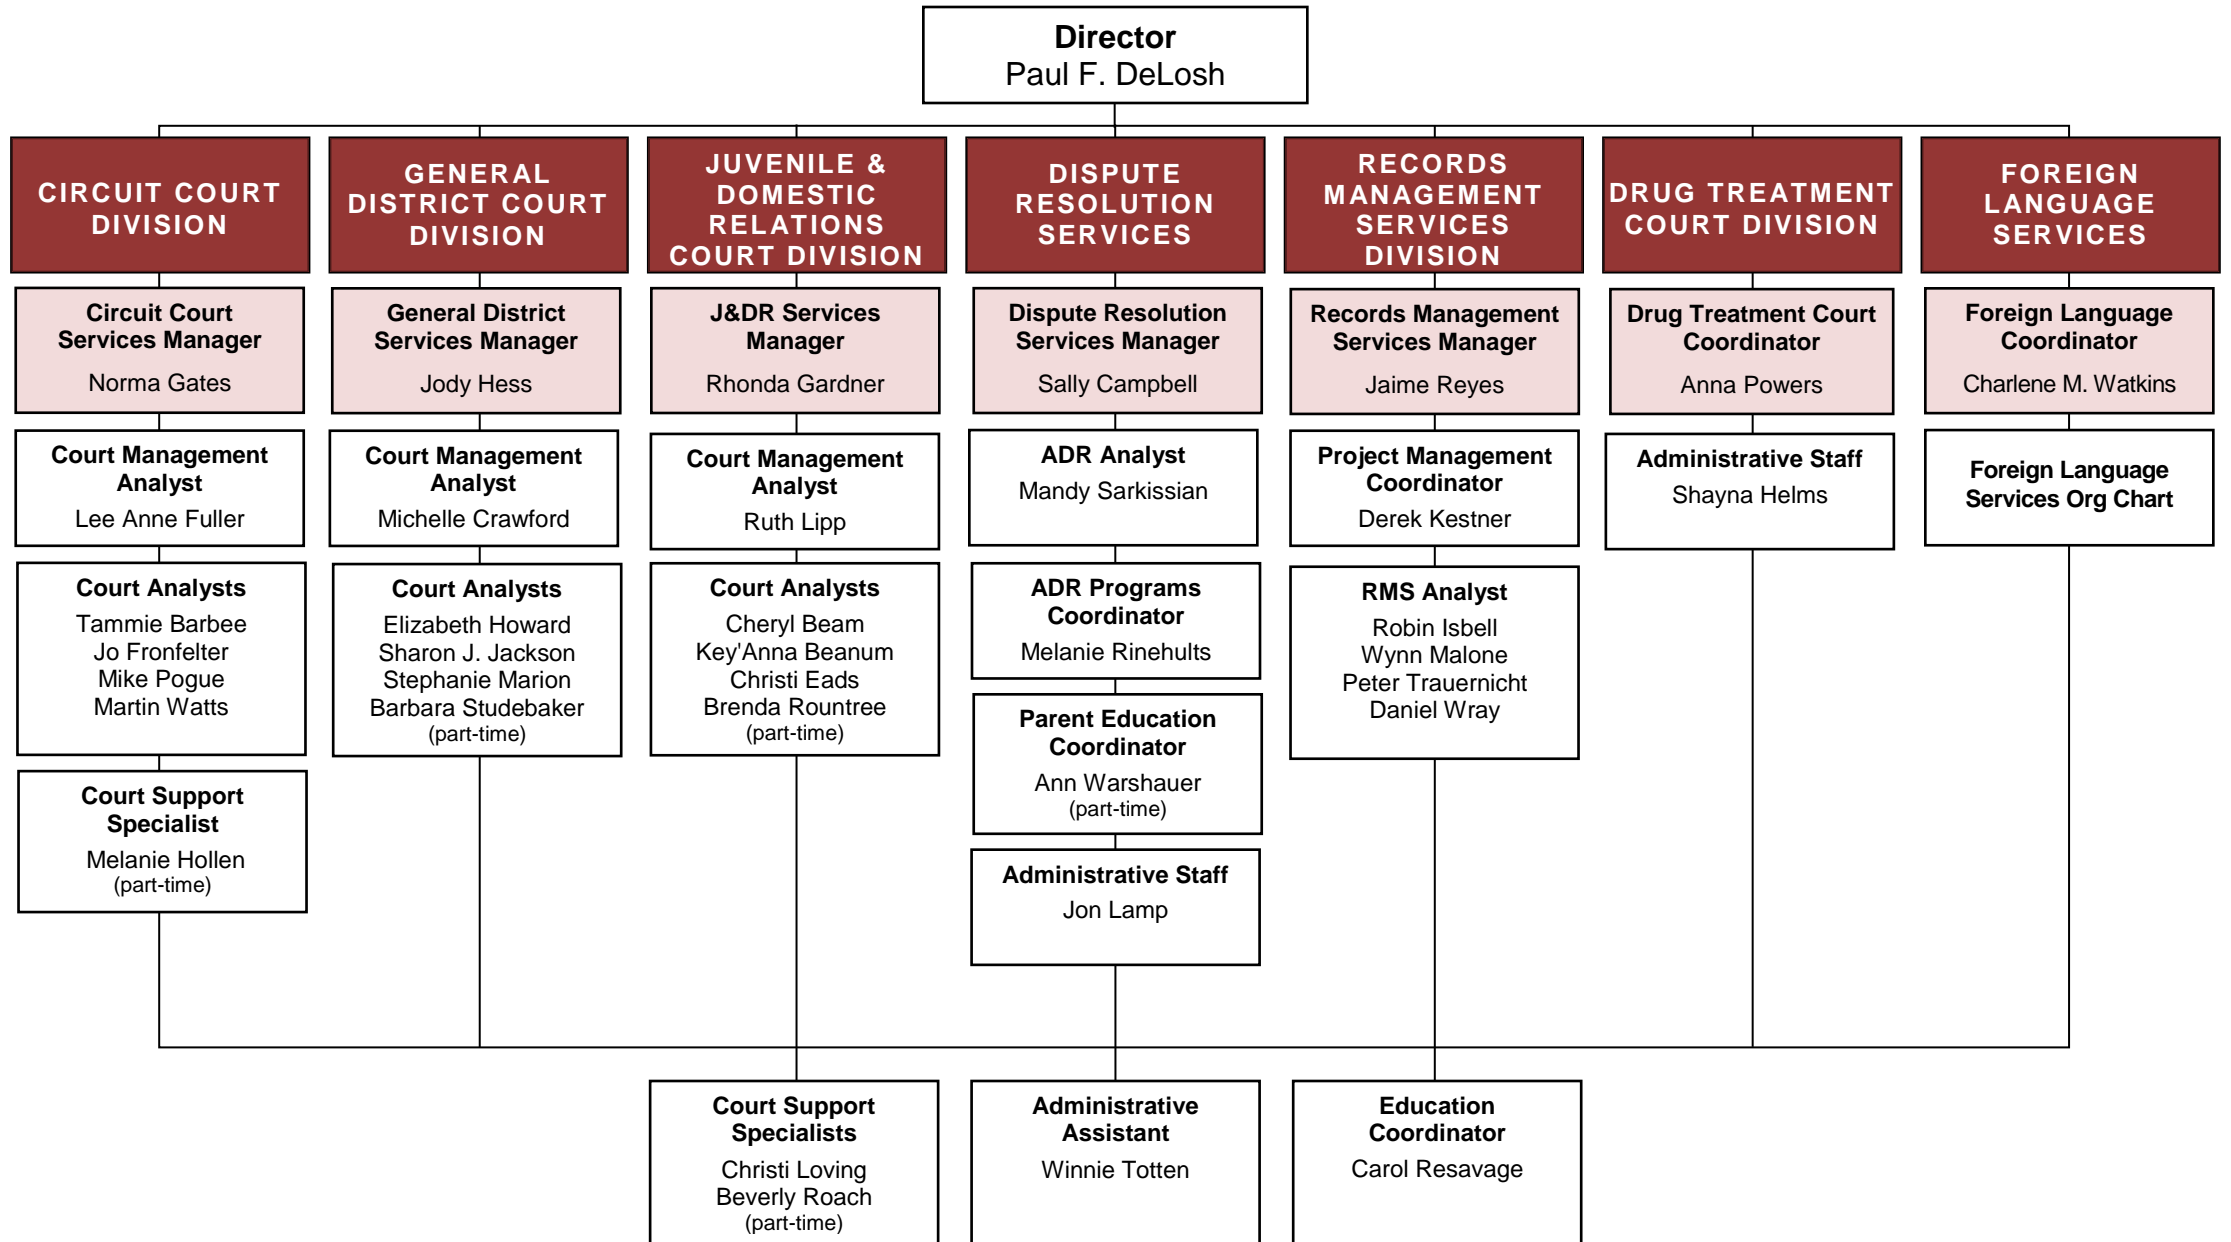 Director
Paul F. DeLosh
CIRCUIT COURT
DIVISION
Circuit Court
Services Manager
Norma Gates
Court Management
Analyst
Lee Anne Fuller
Court Analysts
Tammie Barbee
Jo Fronfelter
Mike Pogue
Martin Watts
Court Support
Specialist
Melanie Hollen
(part-time)
GENERAL
DISTRICT COURT
DIVISION
General District
Services Manager
Jody Hess
Court Management
Analyst
Michelle Crawford
Court Analysts
Elizabeth Howard
Sharon J. Jackson
Stephanie Marion
Barbara Studebaker
(part-time)
JUVENILE &
DOMESTIC
RELATIONS
COURT DIVISION
J&DR Services
Manager
Rhonda Gardner
Court Management
Analyst
Ruth Lipp
Court Analysts
Cheryl Beam
Key'Anna Beanum
Christi Eads
Brenda Rountree
(part-time)
DISPUTE
RESOLUTION
SERVICES
Dispute Resolution
Services Manager
Sally Campbell
ADR Analyst
Mandy Sarkissian
ADR Programs
Coordinator
Melanie Rinehults
Parent Education
Coordinator
Ann Warshauer
(part-time)
Administrative Staff
Jon Lamp
RECORDS
MANAGEMENT
SERVICES
DIVISION
Records Management
Services Manager
Jaime Reyes
Project Management
Coordinator
Derek Kestner
RMS Analyst
Robin Isbell
Wynn Malone
Peter Trauernicht
Daniel Wray
DRUG TREATMENT
COURT DIVISION
Drug Treatment Court
Coordinator
Anna Powers
Administrative Staff
Shayna Helms
FOREIGN
LANGUAGE
SERVICES
Foreign Language
Coordinator
Charlene M. Watkins
Foreign Language
Services Org Chart
Court Support
Specialists
Christi Loving
Beverly Roach
(part-time)
Administrative
Assistant
Winnie Totten
Education
Coordinator
Carol Resavage